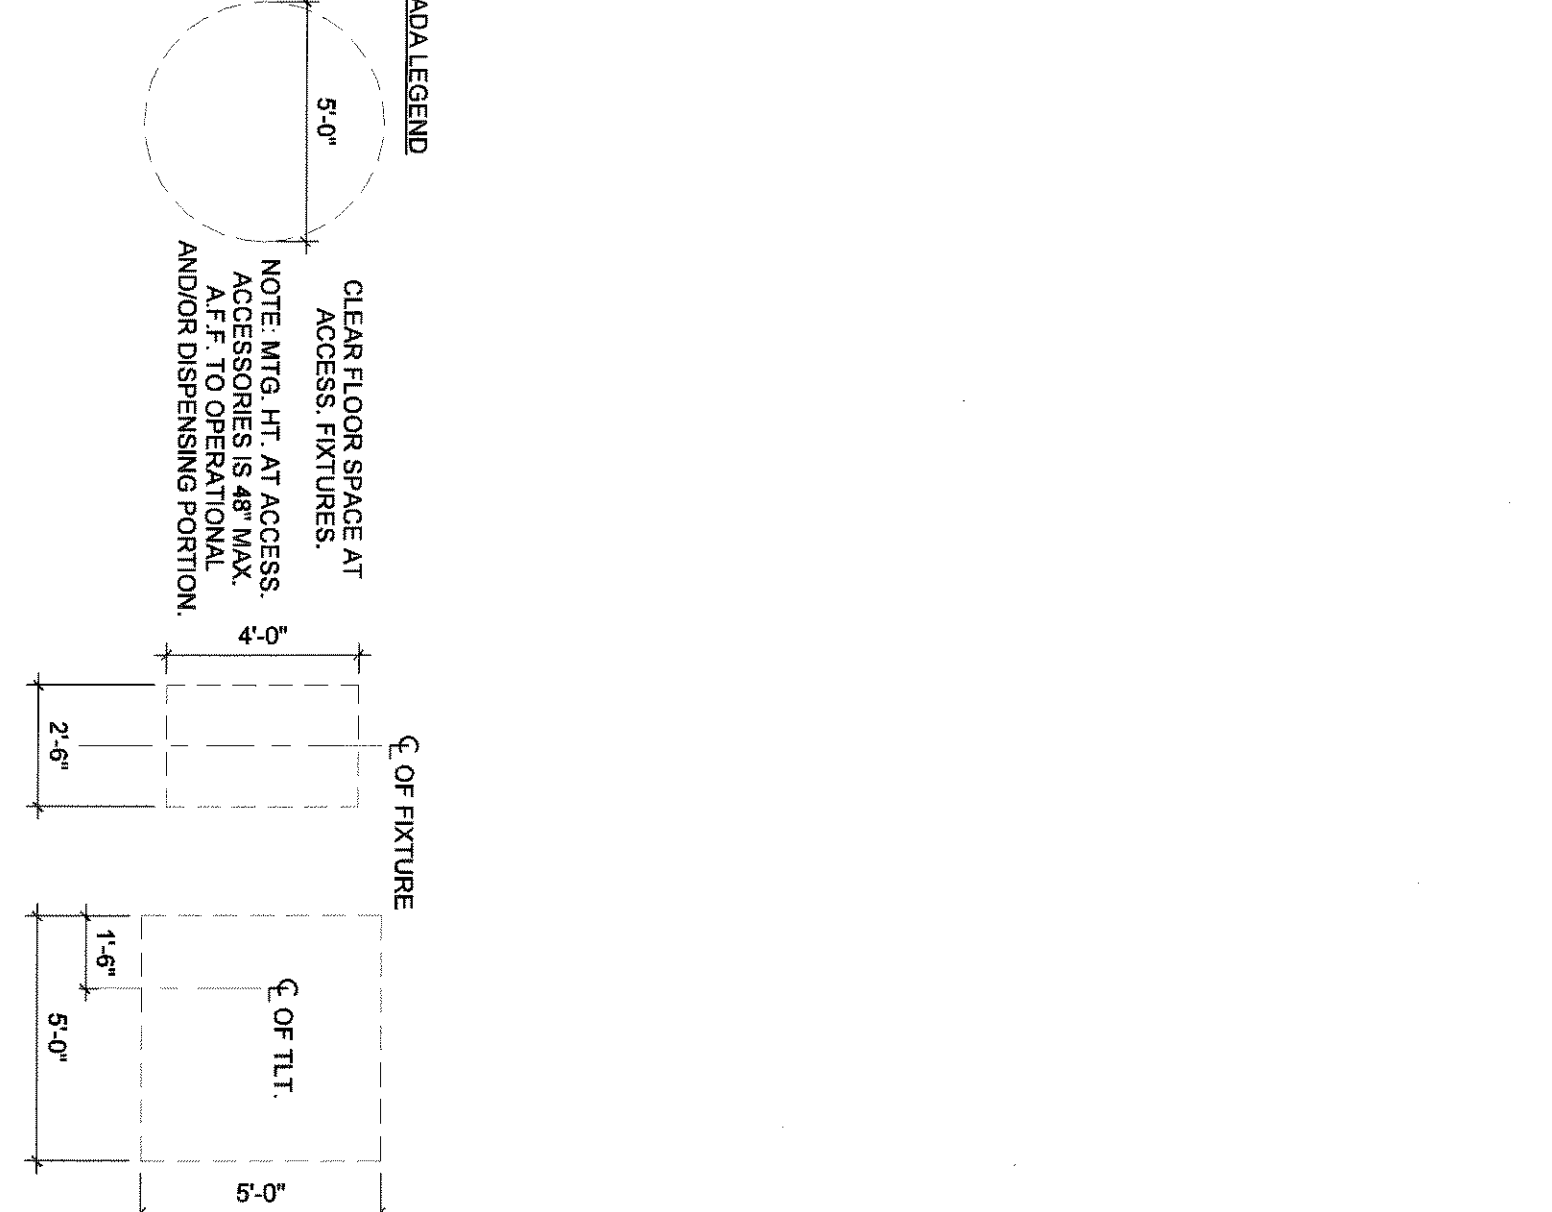 ADA LEGEND
5'-0"
CLEAR FLOOR SPACE AT
ACCESS. FIXTURES.
NOTE: MTG. HT. AT ACCESS.
ACCESSORIES IS 48" MAX.
A.F.F. TO OPERATIONAL
AND/OR DISPENSING PORTION.
4'-0"
2'-6"
℄ OF FIXTURE
1'-6"
5'-0"
℄ OF TLT.
5'-0"